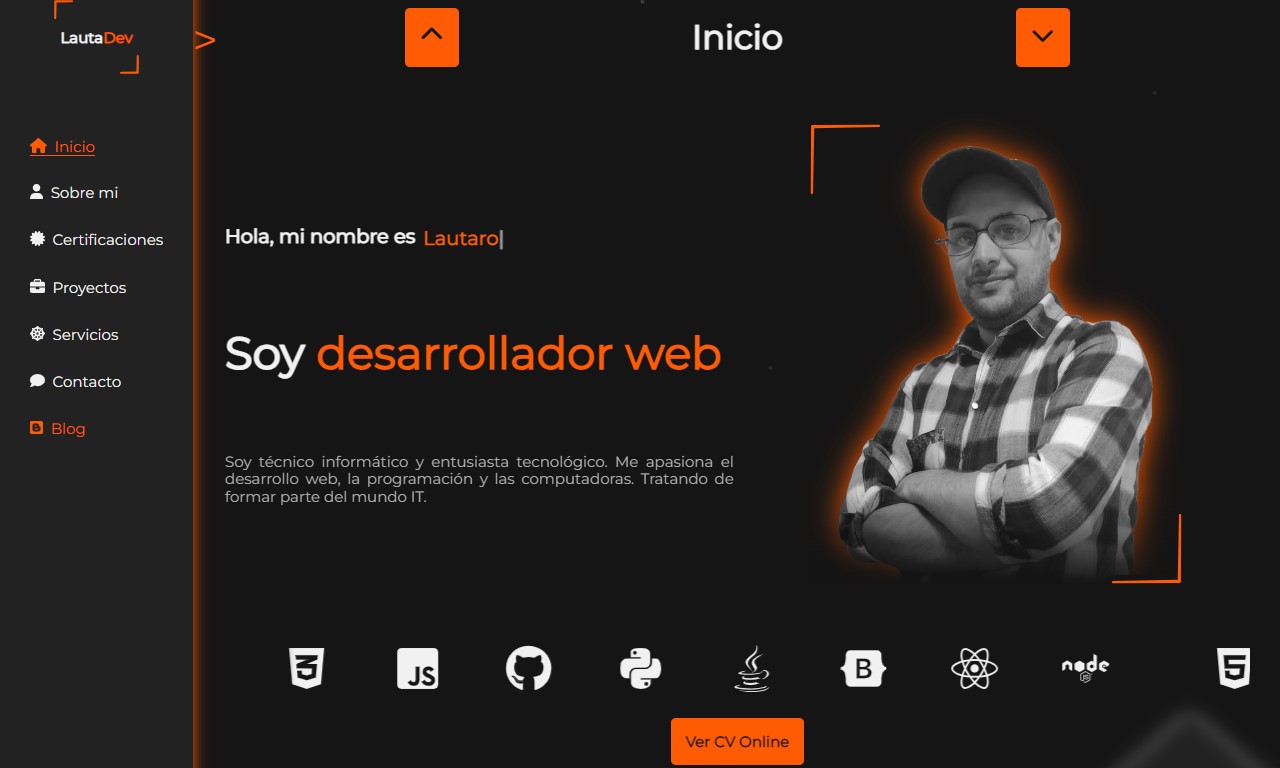 LautaDev
>
Inicio
Inicio
Sobre mi
Certificaciones
Proyectos
Servicios
Contacto
Blog
Hola, mi nombre es Lautaro|
Soy desarrollador web
Soy técnico informático y entusiasta tecnológico. Me apasiona el
desarrollo web, la programación y las computadoras. Tratando de
formar parte del mundo IT.
JS
B
node
JS
5
Ver CV Online